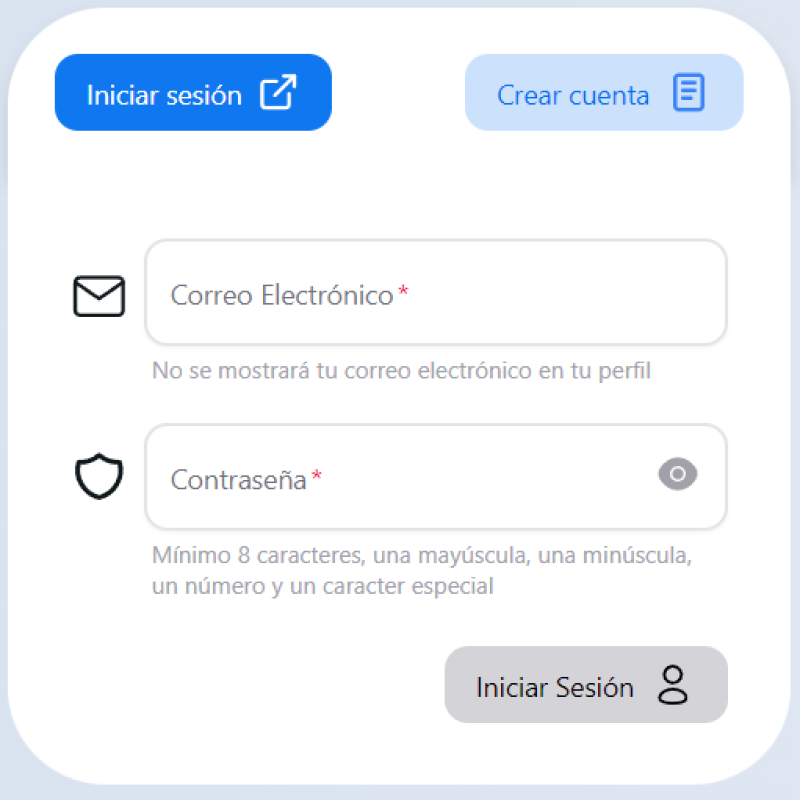 Iniciar sesión
Crear cuenta
Correo Electrónico*
No se mostrará tu correo electrónico en tu perfil
Contraseña*
Mínimo 8 caracteres, una mayúscula, una minúscula,
un número y un caracter especial
Iniciar Sesión